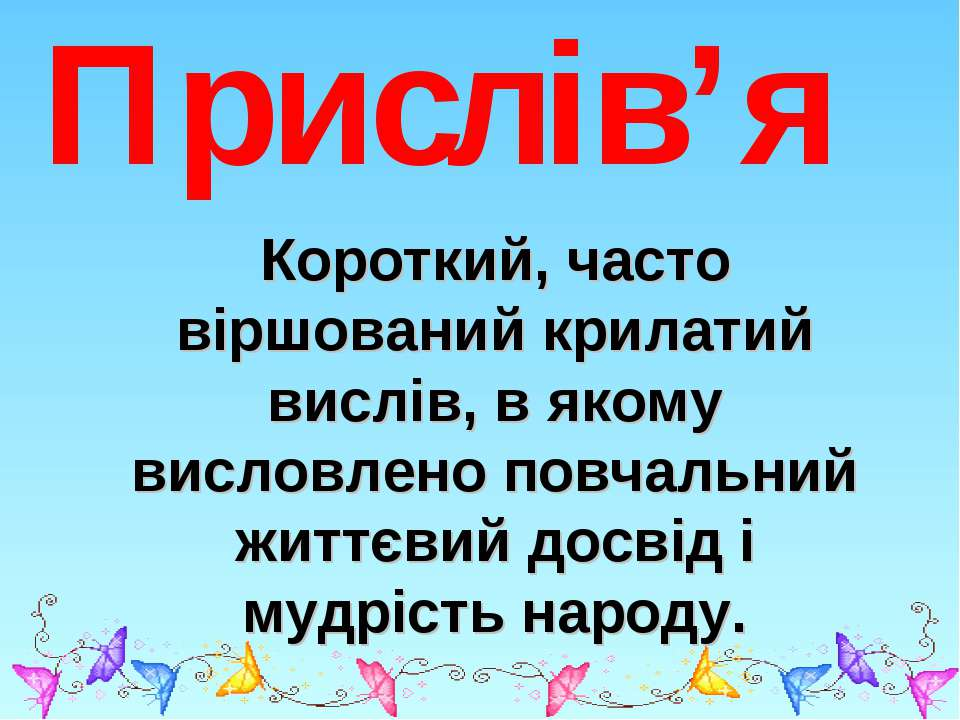 Прислів’я
Короткий, часто
віршований крилатий
вислів, в якому
висловлено повчальний
життєвий досвід і
мудрість народу.